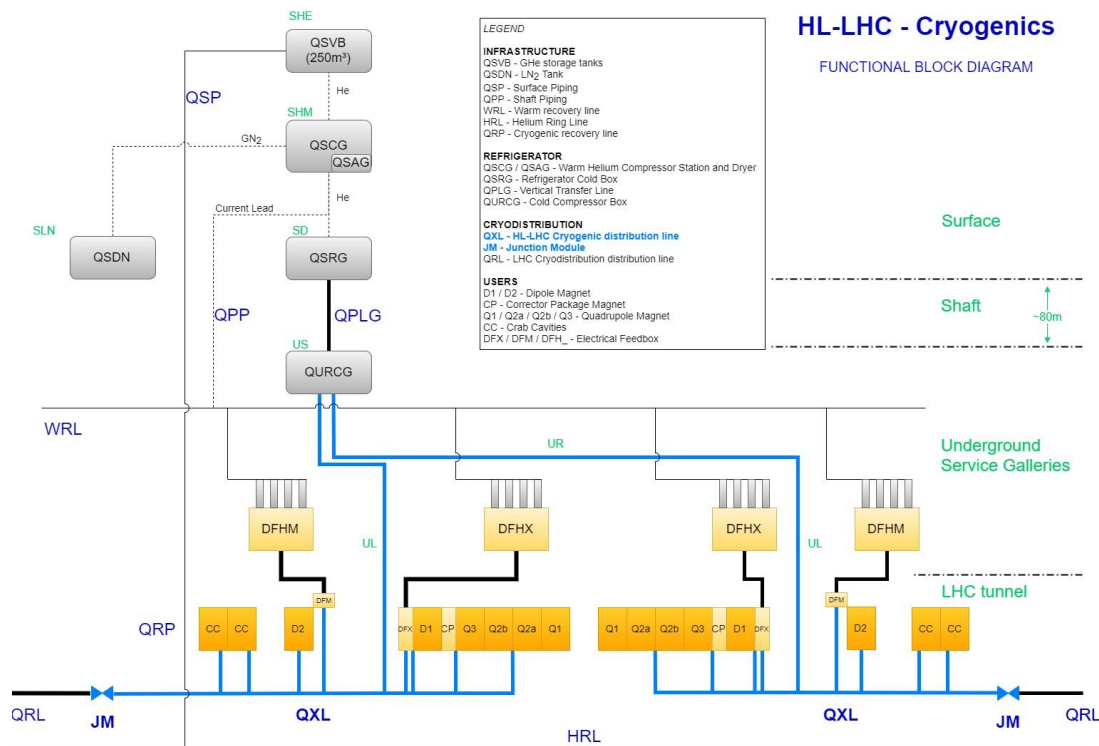 HL-LHC - Cryogenics
FUNCTIONAL BLOCK DIAGRAM
LEGEND
INFRASTRUCTURE
QSVB - GHe storage tanks
QSDN - LN2 Tank
QSP - Surface Piping
QPP - Shaft Piping
WRL - Warm recovery line
HRL - Helium Ring Line
QRP - Cryogenic recovery line
REFRIGERATOR
QSCG / QSAG - Warm Helium Compressor Station and Dryer
QSRG - Refrigerator Cold Box
QPLG - Vertical Transfer Line
QURCG - Cold Compressor Box
CRYODISTRIBUTION
QXL - HL-LHC Cryogenic distribution line
JM - Junction Module
QRL - LHC Cryodistribution distribution line
USERS
D1 / D2 - Dipole Magnet
CP - Corrector Package Magnet
Q1 / Q2a / Q2b / Q3 - Quadrupole Magnet
CC - Crab Cavities
DFX / DFM / DFH_ - Electrical Feedbox
SHE
QSVB
(250m³)
QSP
He
SHM
GN2
QSCG
QSAG
He
Current Lead
SLN
QSDN
SD
QSRG
QPP
QPLG
US
QURCG
Surface
Shaft
~80m
WRL
UR
Underground
Service Galleries
DFHM
DFHX
DFHX
DFHM
UL
UL
LHC tunnel
DFM
DFM
QRP
CC
CC
D2
DFX
D1
CP
Q3
Q2b
Q2a
Q1
Q1
Q2a
Q2b
Q3
CP
D1
DFX
D2
CC
CC
QRL
JM
QXL
HRL
QXL
JM
QRL